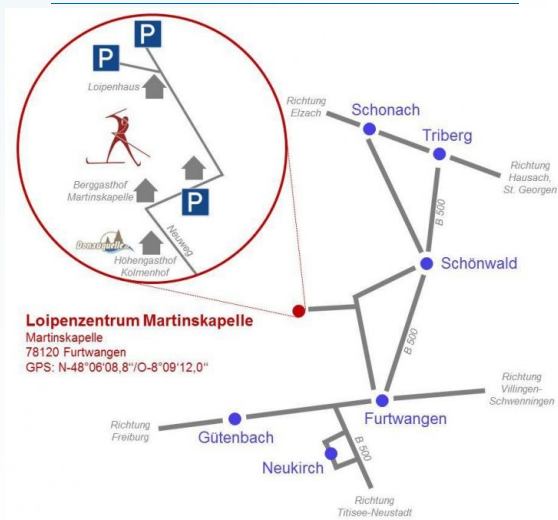 P
P
Loipenhaus
Berggasthof
Martinskapelle
P
Neuweg
Donauquelle
Höhengasthof
Kolmenhof
Richtung
Elzach
Schonach
Triberg
Richtung
Hausach,
St. Georgen
B 500
Schönwald
B 500
Loipenzentrum Martinskapelle
Martinskapelle
78120 Furtwangen
GPS: N-48°06'08,8“/O-8°09'12,0“
Richtung
Villingen-
Schwenningen
Furtwangen
Richtung
Freiburg
Gütenbach
B 500
Neukirch
Richtung
Titisee-Neustadt